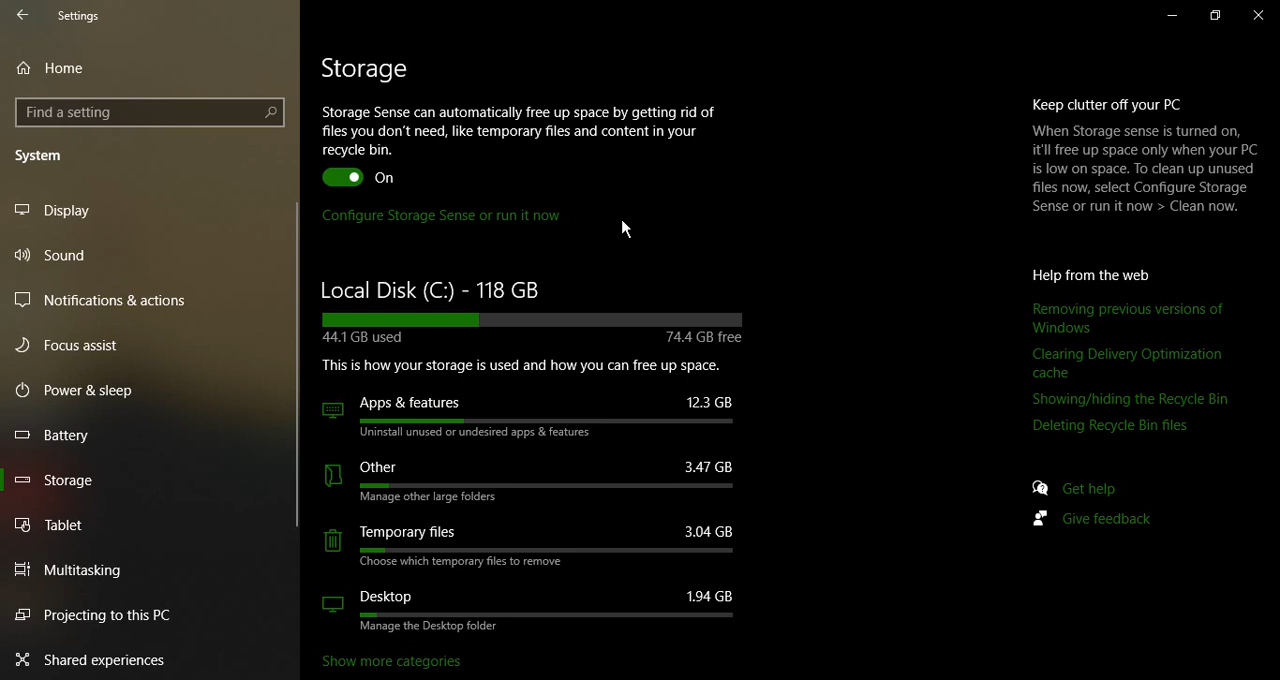 Settings
Home
Find a setting
System
Display
Sound
Notifications & actions
Focus assist
Power & sleep
Battery
Storage
Tablet
Multitasking
Projecting to this PC
Shared experiences
Storage
Storage Sense can automatically free up space by getting rid of
files you don't need, like temporary files and content in your
recycle bin.
On
Configure Storage Sense or run it now
Local Disk (C:) - 118 GB
44.1 GB used 74.4 GB free
This is how your storage is used and how you can free up space.
Apps & features 12.3 GB
Uninstall unused or undesired apps & features
Other 3.47 GB
Manage other large folders
Temporary files 3.04 GB
Choose which temporary files to remove
Desktop 1.94 GB
Manage the Desktop folder
Show more categories
Keep clutter off your PC
When Storage sense is turned on,
it'll free up space only when your PC
is low on space. To clean up unused
files now, select Configure Storage
Sense or run it now > Clean now.
Help from the web
Removing previous versions of
Windows
Clearing Delivery Optimization
cache
Showing/hiding the Recycle Bin
Deleting Recycle Bin files
Get help
Give feedback